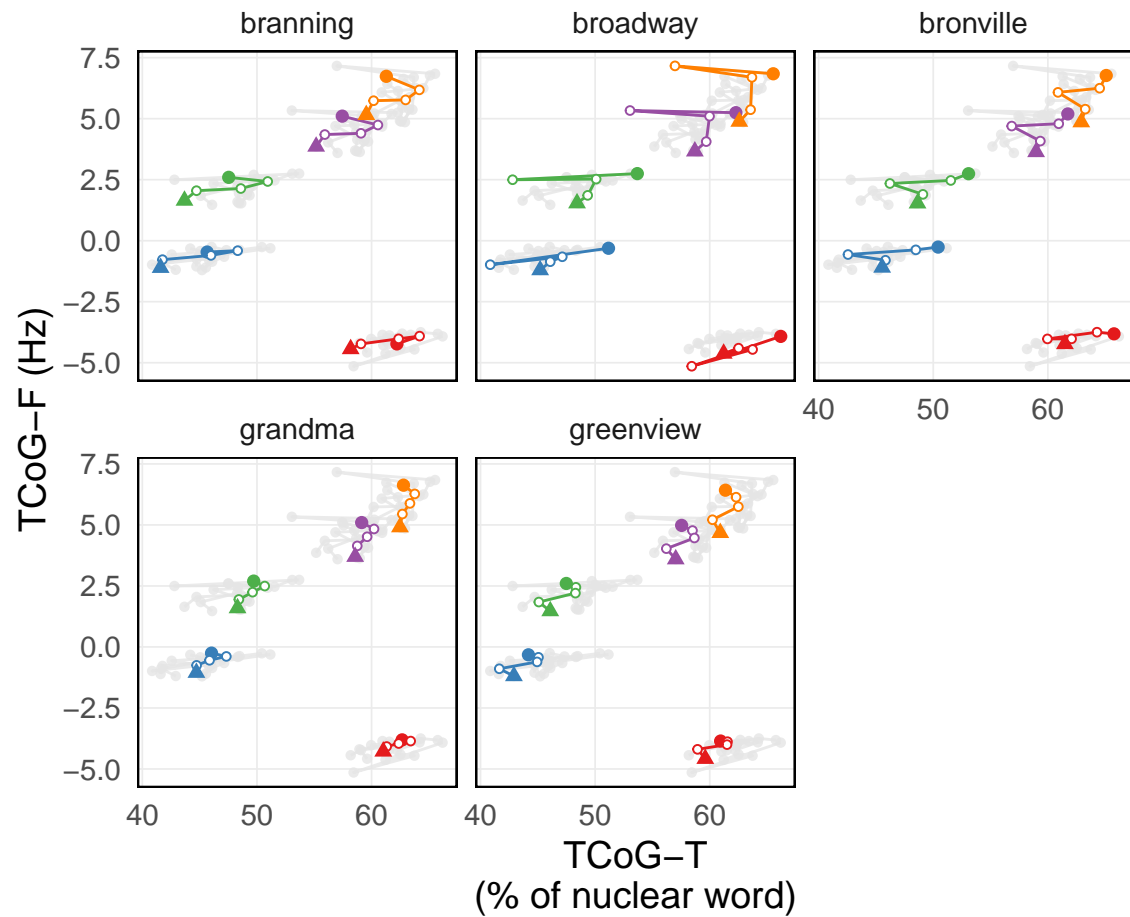 branning broadway bronville
7.5
5.0
2.5
0.0
−2.5
−5.0
TCoG−F (Hz)
40 50 60
grandma greenview
7.5
5.0
2.5
0.0
−2.5
−5.0
40 50 60 40 50 60
TCoG−T
(% of nuclear word)